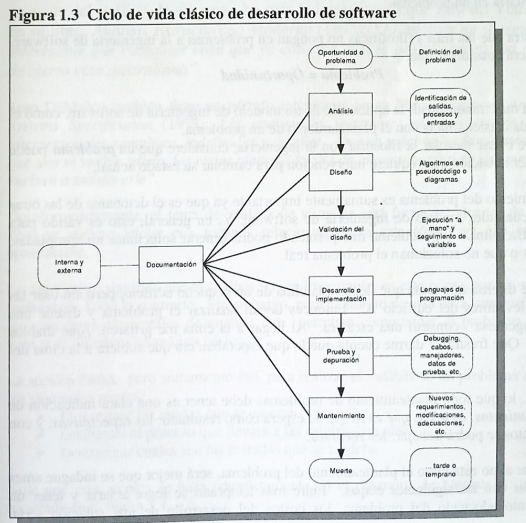 Figura 1.3 Ciclo de vida clásico de desarrollo de software
Oportunidad o
problema
Definición del
problema
Análisis
Identificación de
salidas,
procesos y
entradas
Diseño
Algoritmos en
pseudocódigo o
diagramas
Validación del
diseño
Ejecución "a
mano" y
seguimiento de
variables
Interna y
externa
Documentación
Desarrollo o
implementación
Lenguajes de
programación
Prueba y
depuración
Debugging,
cabos,
manejadores,
datos de
prueba, etc.
Mantenimiento
Nuevos
requerimientos,
modificaciones,
adecuaciones,
etc.
Muerte
tarde o
temprano